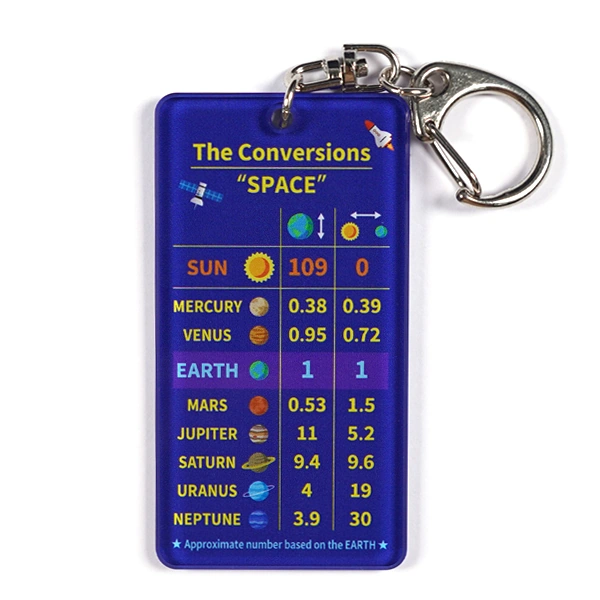 The Conversions
“SPACE”
SUN 109 0
MERCURY 0.38 0.39
VENUS 0.95 0.72
EARTH 1 1
MARS 0.53 1.5
JUPITER 11 5.2
SATURN 9.4 9.6
URANUS 4 19
NEPTUNE 3.9 30
★ Approximate number based on the EARTH ★